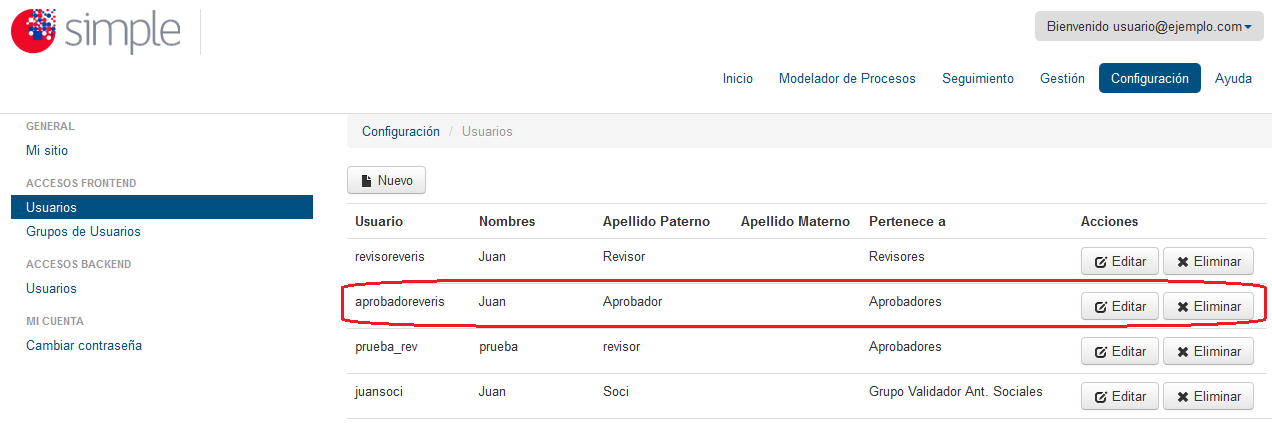 simple
Bienvenido usuario@ejemplo.com
Inicio Modelador de Procesos Seguimiento Gestión Configuración Ayuda
GENERAL
Mi sitio
ACCESOS FRONTEND
Usuarios
Grupos de Usuarios
ACCESOS BACKEND
Usuarios
MI CUENTA
Cambiar contraseña
Configuración / Usuarios
Nuevo
Usuario Nombres Apellido Paterno Apellido Materno Pertenece a Acciones
revisoreveris Juan Revisor Revisores Editar Eliminar
aprobadoreveris Juan Aprobador Aprobadores Editar Eliminar
prueba_rev prueba revisor Aprobadores Editar Eliminar
juansoci Juan Soci Grupo Validador Ant. Sociales Editar Eliminar